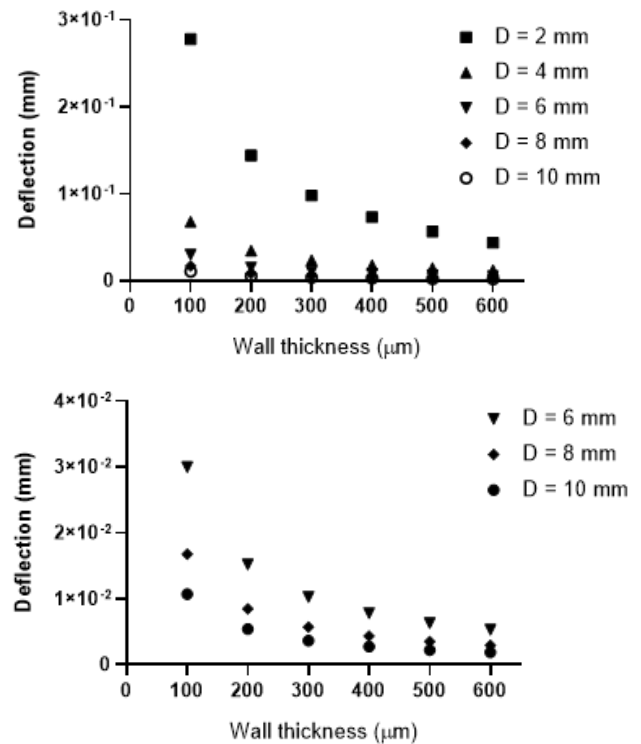 3×10⁻¹
2×10⁻¹
1×10⁻¹
0
Deflection (mm)
D = 2 mm
D = 4 mm
D = 6 mm
D = 8 mm
D = 10 mm
0 100 200 300 400 500 600
Wall thickness (μm)
4×10⁻²
3×10⁻²
2×10⁻²
1×10⁻²
0
Deflection (mm)
D = 6 mm
D = 8 mm
D = 10 mm
0 100 200 300 400 500 600
Wall thickness (μm)